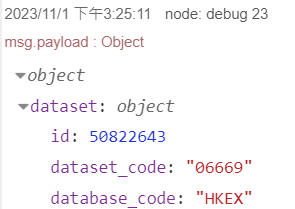 2023/11/1 下午3:25:11 node: debug 23
msg.payload : Object
object
dataset: object
id: 50822643
dataset_code: "06669"
database_code: "HKEX"